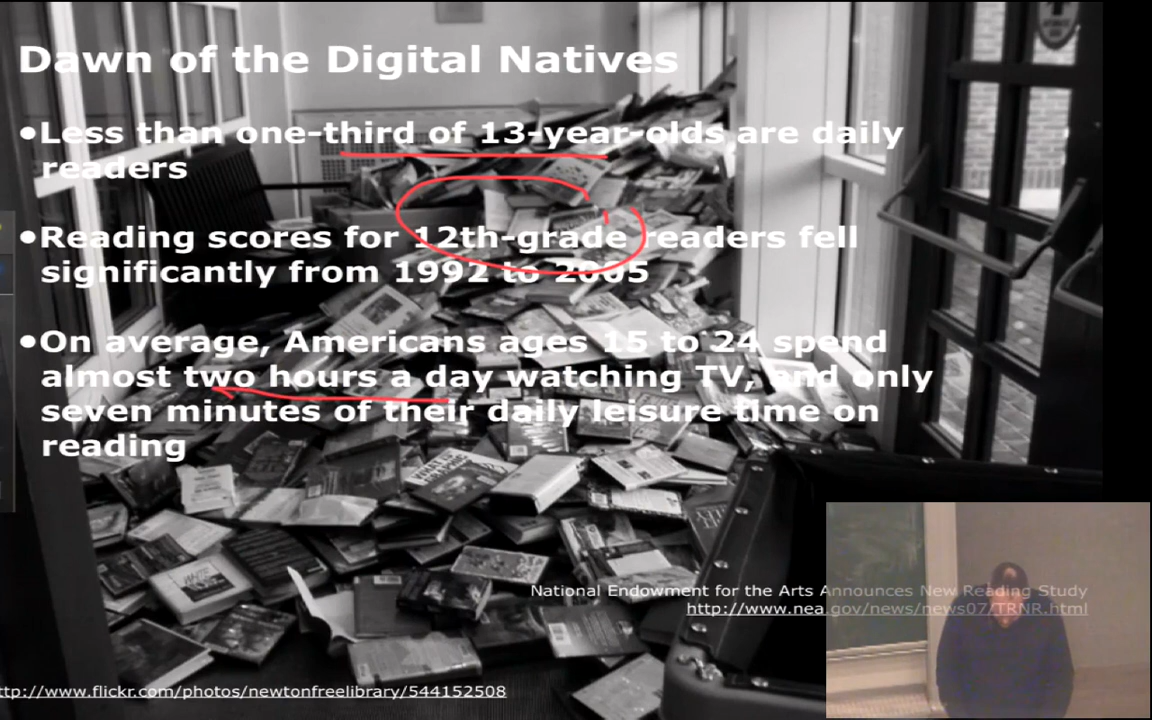 Dawn of the Digital Natives
•Less than one-third of 13-year-olds are daily
readers
•Reading scores for 12th-grade readers fell
significantly from 1992 to 2005
•On average, Americans ages 15 to 24 spend
almost two hours a day watching TV, and only
seven minutes of their daily leisure time on
reading
National Endowment for the Arts Announces New Reading Study
http://www.nea.gov/news/news07/TRNR.html
ttp://www.flickr.com/photos/newtonfreelibrary/544152508